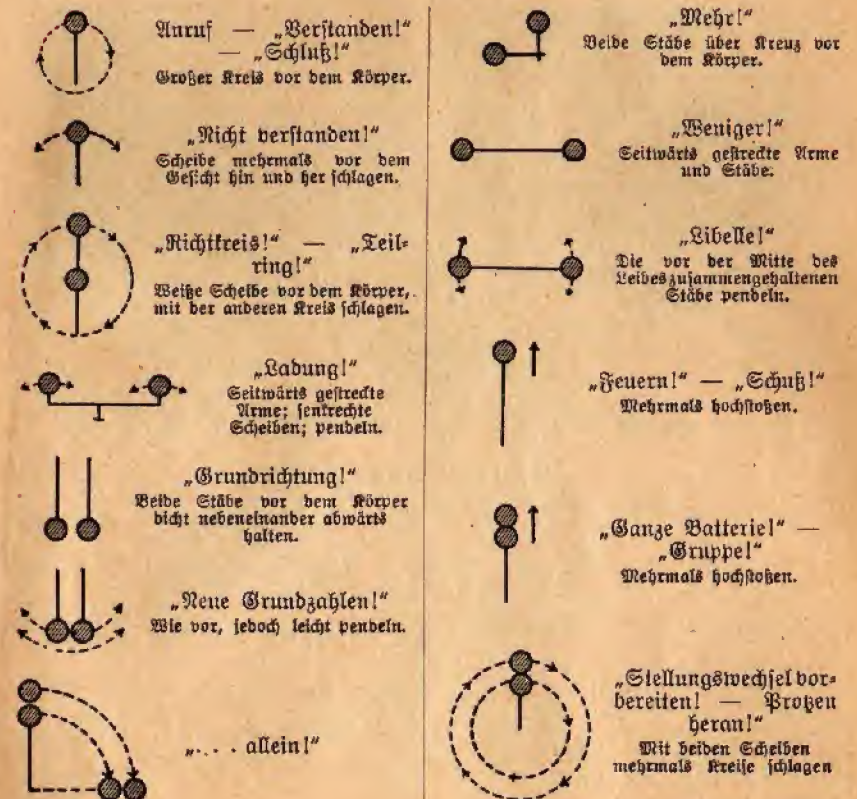 Anruf — „Verstanden!“
— „Schluß!“
Großer Kreis vor dem Körper.
„Nicht verstanden!“
Scheibe mehrmals vor dem
Gesicht hin und her schlagen.
„Richtkreis!“ — „Teil-
ring!“
Weiße Scheibe vor dem Körper,
mit der anderen Kreis schlagen.
„Ladung!“
Seitwärts gestreckte
Arme; senkrechte
Scheiben; pendeln.
„Grundrichtung!“
Beide Stäbe vor dem Körper
dicht nebeneinander abwärts
halten.
„Neue Grundzahlen!“
Wie vor, jedoch leicht pendeln.
„. . . . allein!“
„Mehr!“
Beide Stäbe über Kreuz vor
dem Körper.
„Weniger!“
Seitwärts gestreckte Arme
und Stäbe.
„Libelle!“
Die vor der Mitte des
Leibes zusammengehaltenen
Stäbe pendeln.
„Feuern!“ — „Schuß!“
Mehrmals hochstoßen.
„Ganze Batterie!“ —
„Gruppe!“
Mehrmals hochstoßen.
„Stellungswechsel vor-
bereiten! — Protzen
heran!“
Mit beiden Scheiben
mehrmals Kreise schlagen